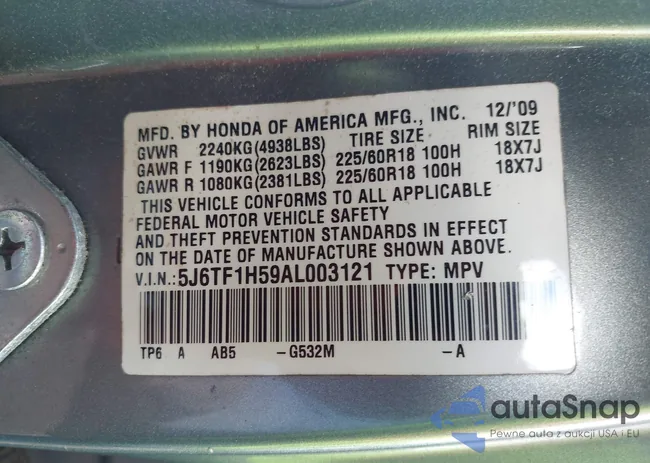 MFD. BY HONDA OF AMERICA MFG., INC. 12/'09
GVWR 2240KG(4938LBS) TIRE SIZE RIM SIZE
GAWR F 1190KG(2623LBS) 225/60R18 100H 18X7J
GAWR R 1080KG(2381LBS) 225/60R18 100H 18X7J
THIS VEHICLE CONFORMS TO ALL APPLICABLE
FEDERAL MOTOR VEHICLE SAFETY
AND THEFT PREVENTION STANDARDS IN EFFECT
ON THE DATE OF MANUFACTURE SHOWN ABOVE.
V.I.N.: 5J6TF1H59AL003121 TYPE: MPV
TP6 A AB5 -G532M -A
autaSnap
Pewne auta z aukcji USA i EU